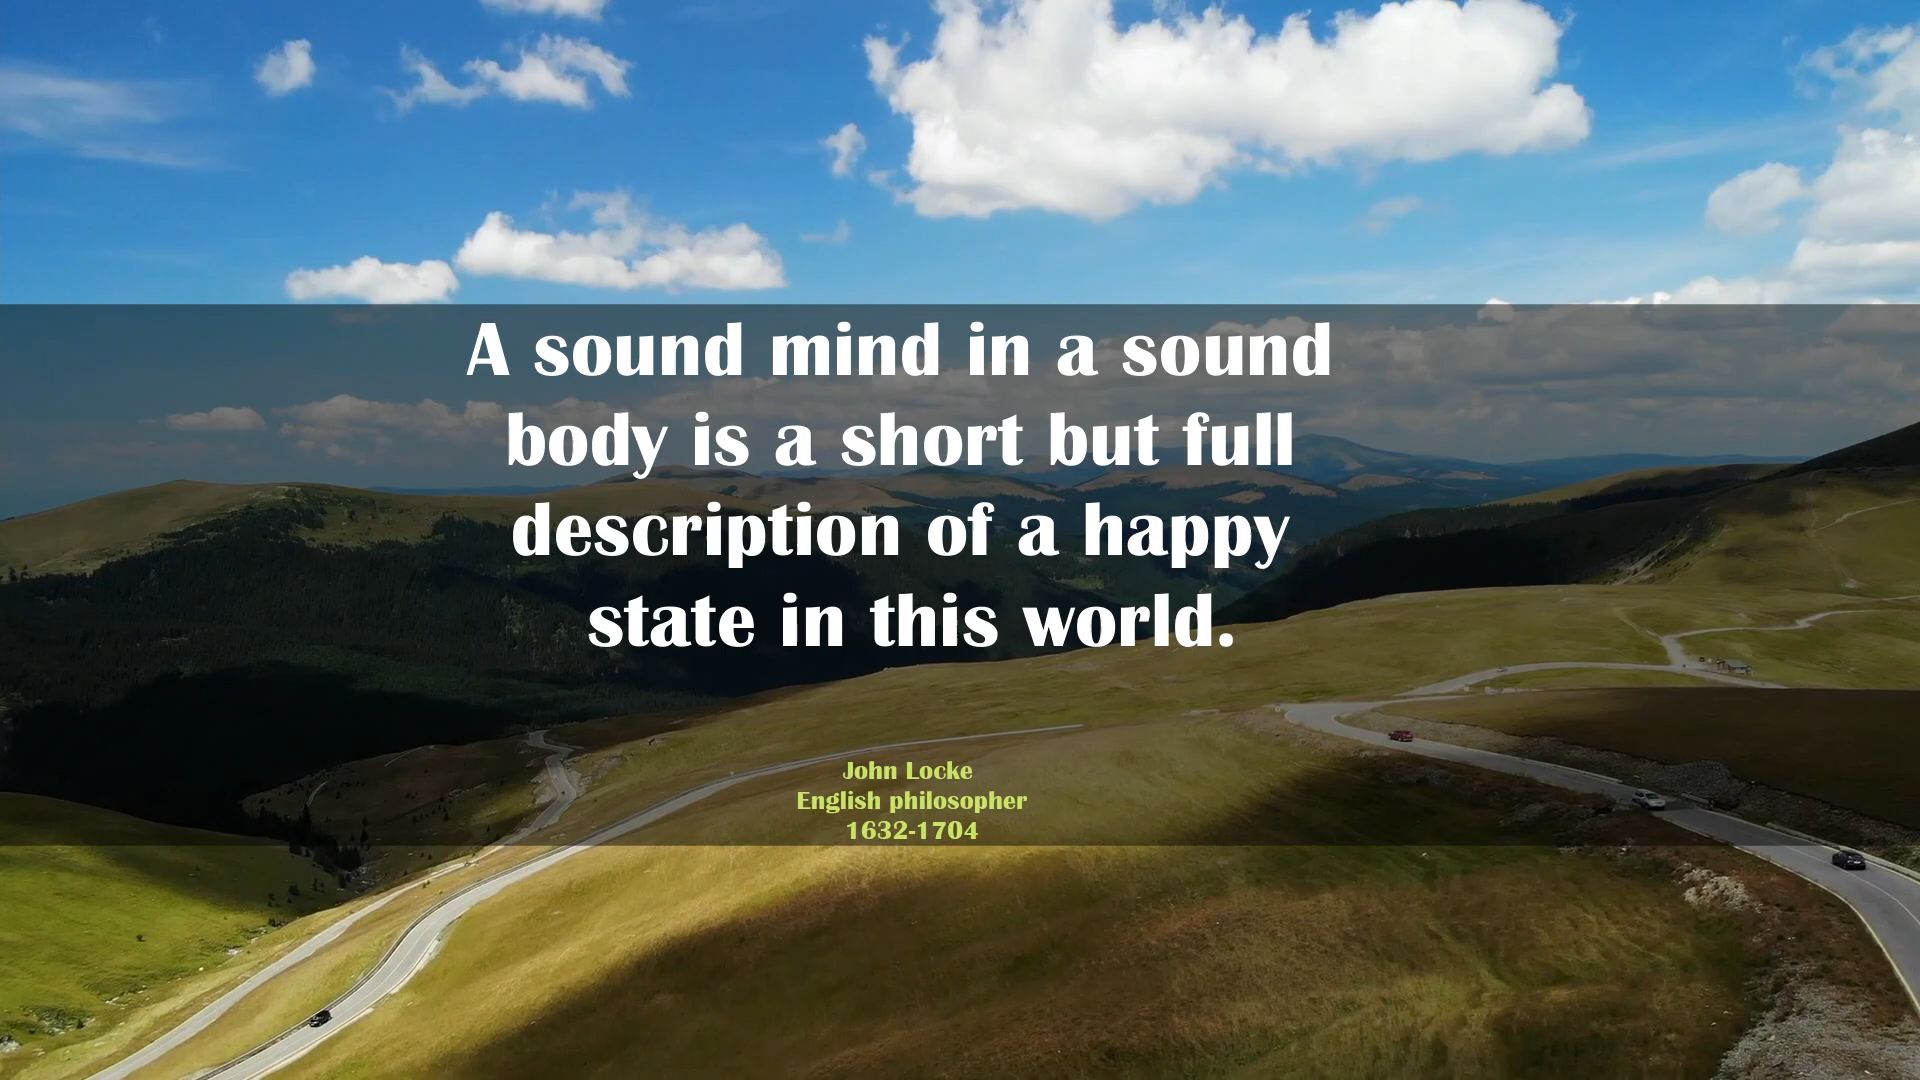 A sound mind in a sound
body is a short but full
description of a happy
state in this world.
John Locke
English philosopher
1632-1704